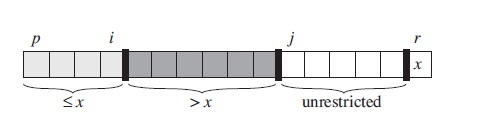 p i j r
x
≤ x > x unrestricted